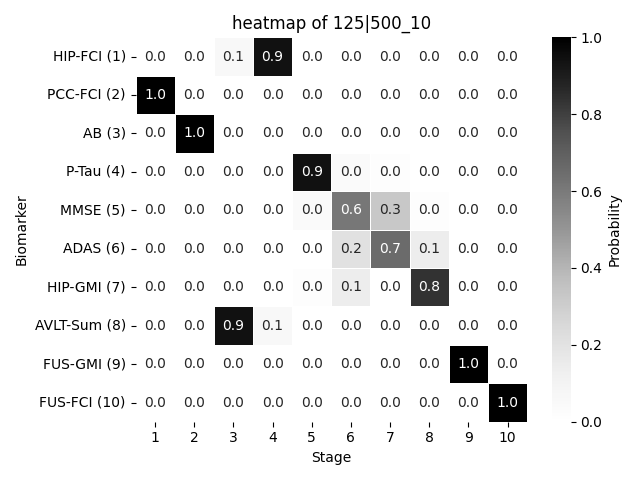 heatmap of 125|500_10
HIP-FCI (1) 0.0 0.0 0.1 0.9 0.0 0.0 0.0 0.0 0.0 0.0
PCC-FCI (2) 1.0 0.0 0.0 0.0 0.0 0.0 0.0 0.0 0.0 0.0
AB (3) 0.0 1.0 0.0 0.0 0.0 0.0 0.0 0.0 0.0 0.0
P-Tau (4) 0.0 0.0 0.0 0.0 0.9 0.0 0.0 0.0 0.0 0.0
MMSE (5) 0.0 0.0 0.0 0.0 0.0 0.6 0.3 0.0 0.0 0.0
ADAS (6) 0.0 0.0 0.0 0.0 0.0 0.2 0.7 0.1 0.0 0.0
HIP-GMI (7) 0.0 0.0 0.0 0.0 0.0 0.1 0.0 0.8 0.0 0.0
AVLT-Sum (8) 0.0 0.0 0.9 0.1 0.0 0.0 0.0 0.0 0.0 0.0
FUS-GMI (9) 0.0 0.0 0.0 0.0 0.0 0.0 0.0 0.0 1.0 0.0
FUS-FCI (10) 0.0 0.0 0.0 0.0 0.0 0.0 0.0 0.0 0.0 1.0
1 2 3 4 5 6 7 8 9 10
Stage
Biomarker
1.0
0.8
0.6
0.4
0.2
0.0
Probability